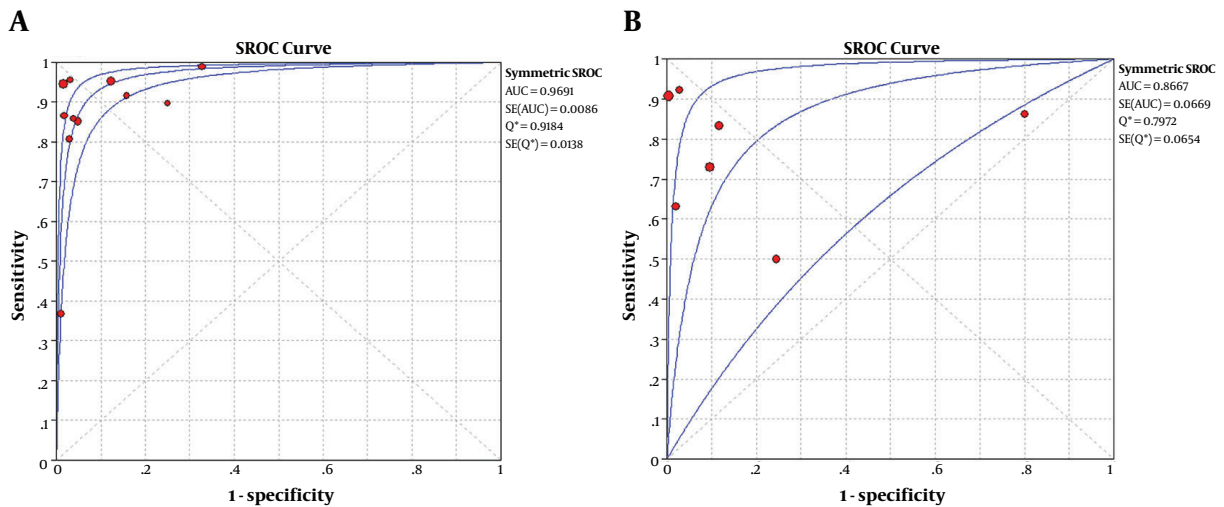 A
SROC Curve
1
.9
.8
.7
.6
.5
.4
.3
.2
.1
0
0
.2
.4
.6
.8
1
Sensitivity
1 - specificity
Symmetric SROC
AUC = 0.9691
SE(AUC) = 0.0086
Q* = 0.9184
SE(Q*) = 0.0138
B
SROC Curve
1
.9
.8
.7
.6
.5
.4
.3
.2
.1
0
0
.2
.4
.6
.8
1
Sensitivity
1 - specificity
Symmetric SROC
AUC = 0.8667
SE(AUC) = 0.0669
Q* = 0.7972
SE(Q*) = 0.0654